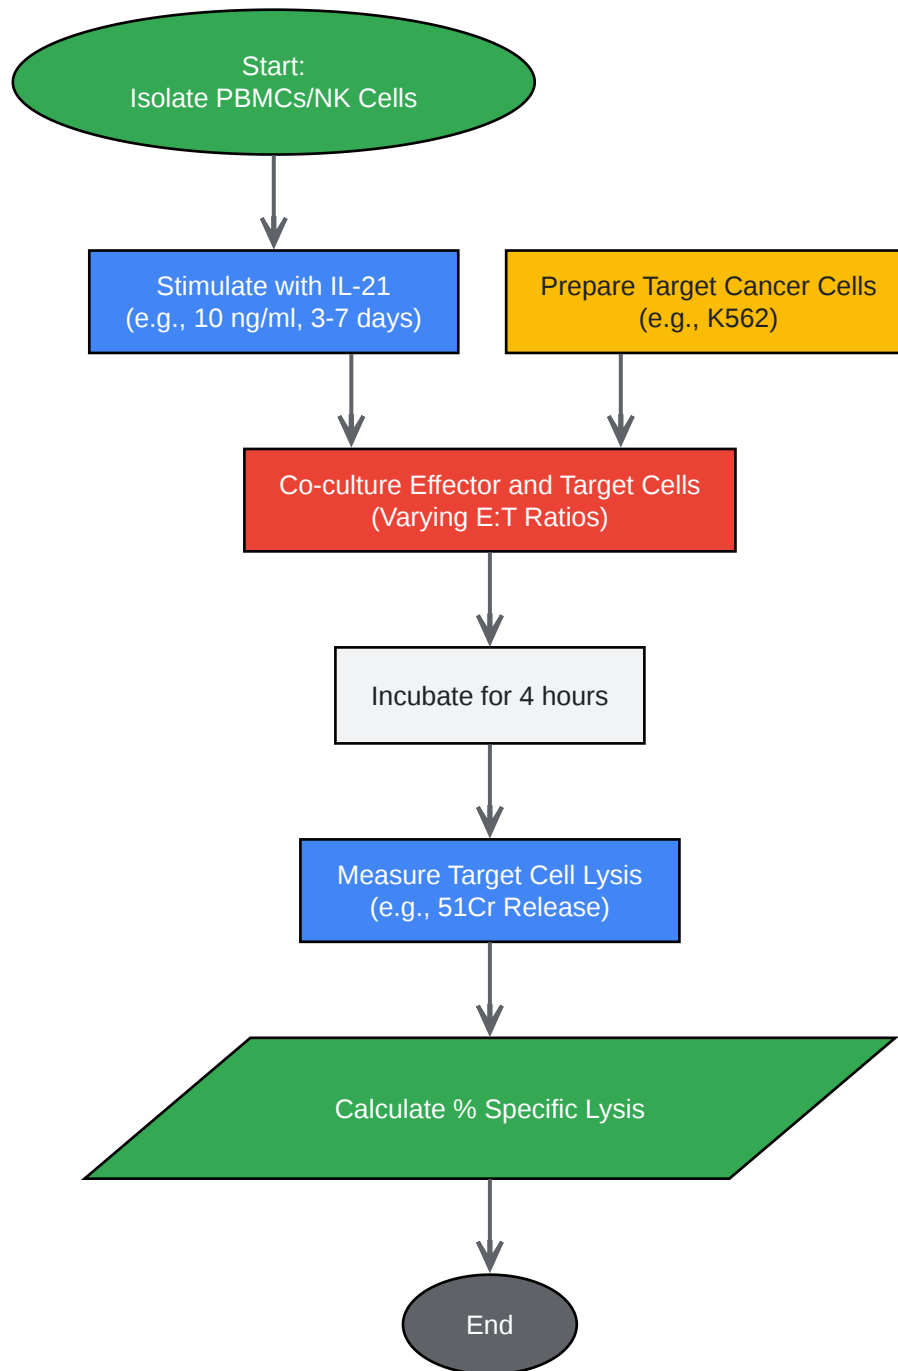 Start:
Isolate PBMCs/NK Cells
Stimulate with IL-21
(e.g., 10 ng/ml, 3-7 days)
Prepare Target Cancer Cells
(e.g., K562)
Co-culture Effector and Target Cells
(Varying E:T Ratios)
Incubate for 4 hours
Measure Target Cell Lysis
(e.g., 51Cr Release)
Calculate % Specific Lysis
End